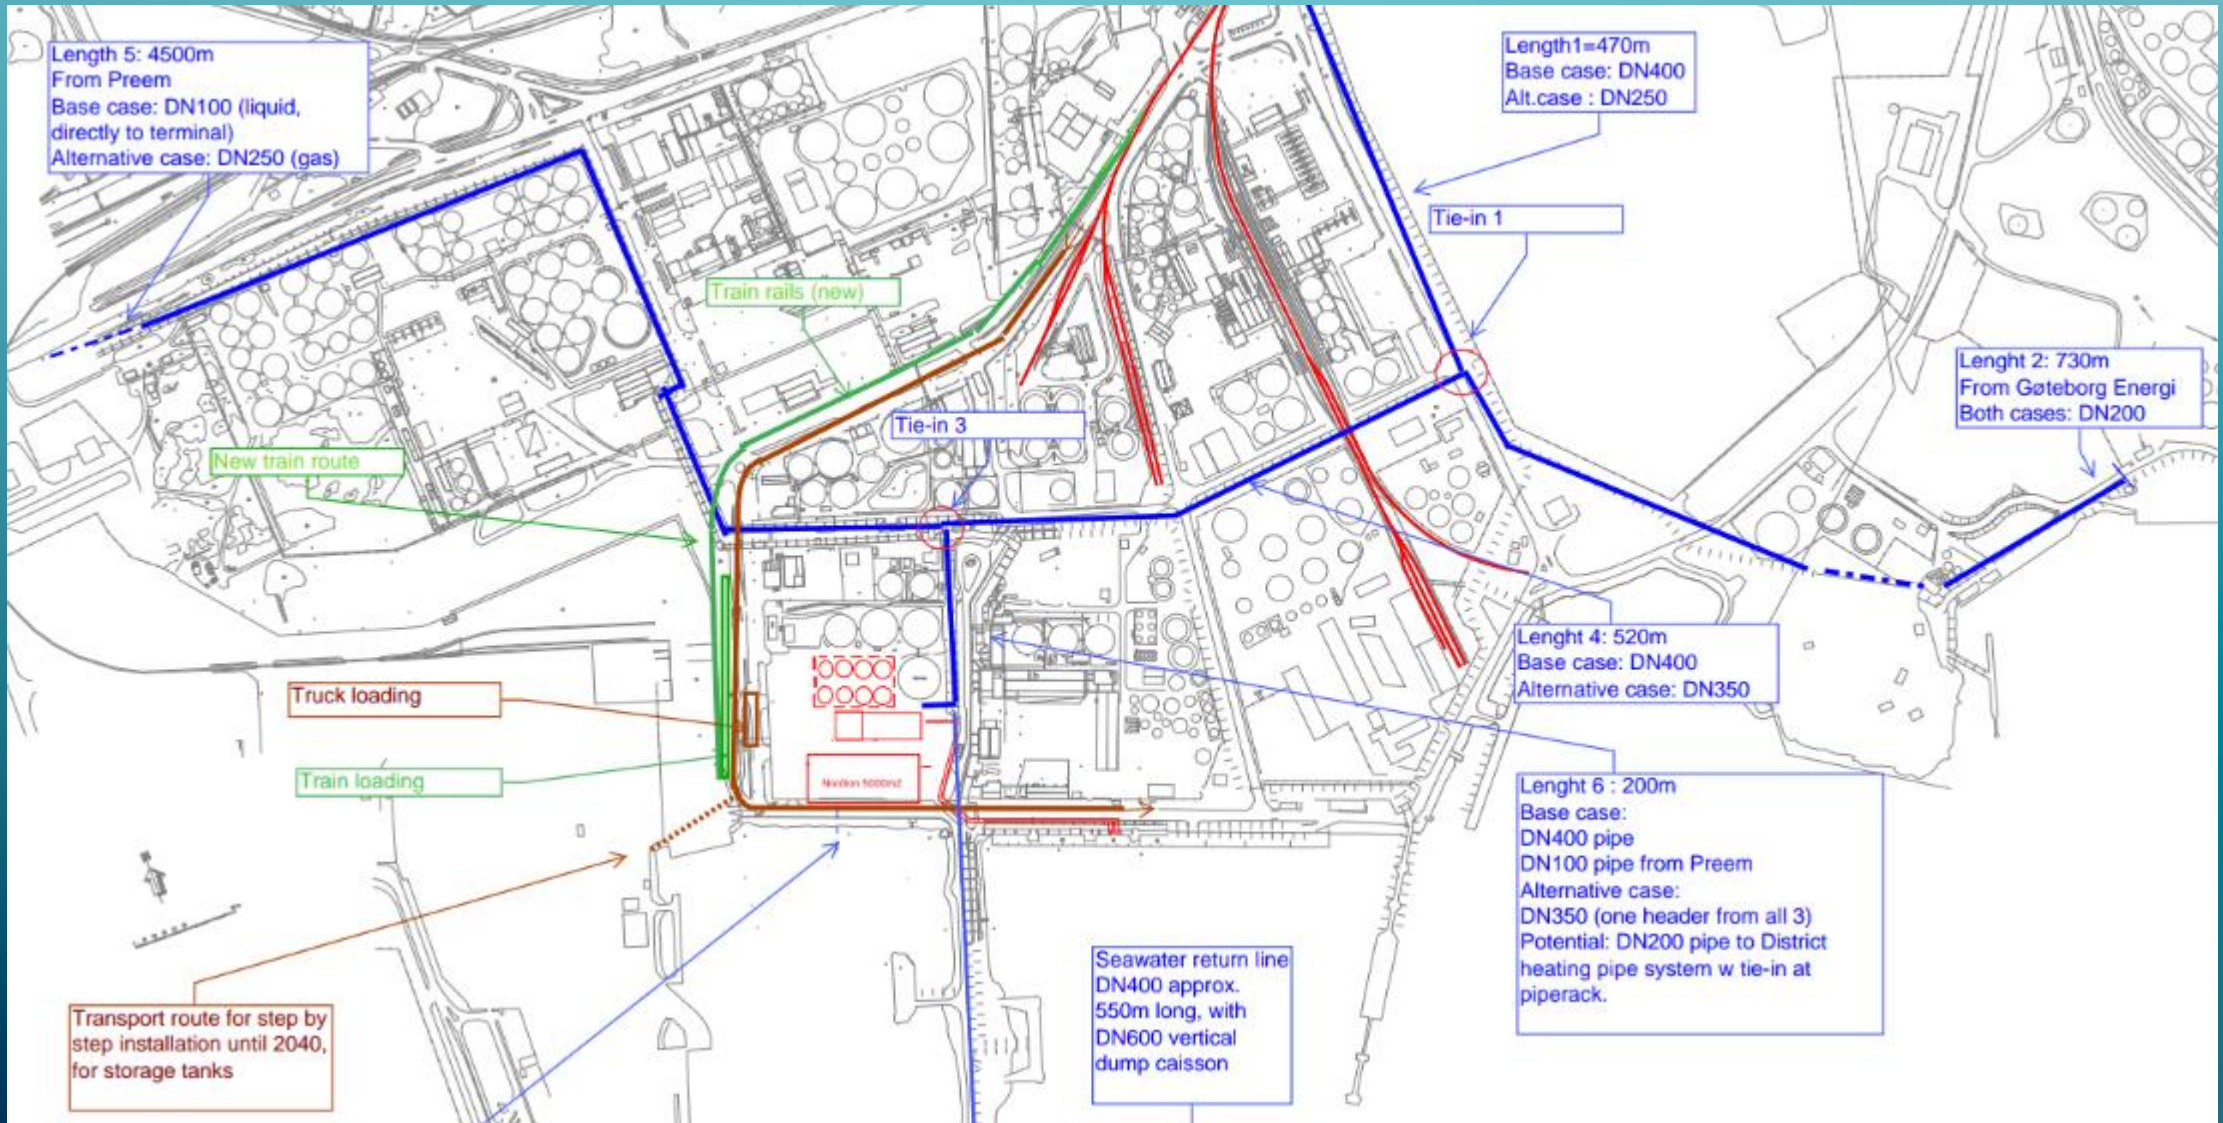 Length 5: 4500m
From Preem
Base case: DN100 (liquid,
directly to terminal)
Alternative case: DN250 (gas)
Length1=470m
Base case: DN400
Alt.case : DN250
Tie-in 1
Train rails (new)
Lenght 2: 730m
From Gøteborg Energi
Both cases: DN200
Tie-in 3
New train route
Lenght 4: 520m
Base case: DN400
Alternative case: DN350
Truck loading
Train loading
Lenght 6 : 200m
Base case:
DN400 pipe
DN100 pipe from Preem
Alternative case:
DN350 (one header from all 3)
Potential: DN200 pipe to District
heating pipe system w tie-in at
piperack.
Seawater return line
DN400 approx.
550m long, with
DN600 vertical
dump caisson
Transport route for step by
step installation until 2040,
for storage tanks